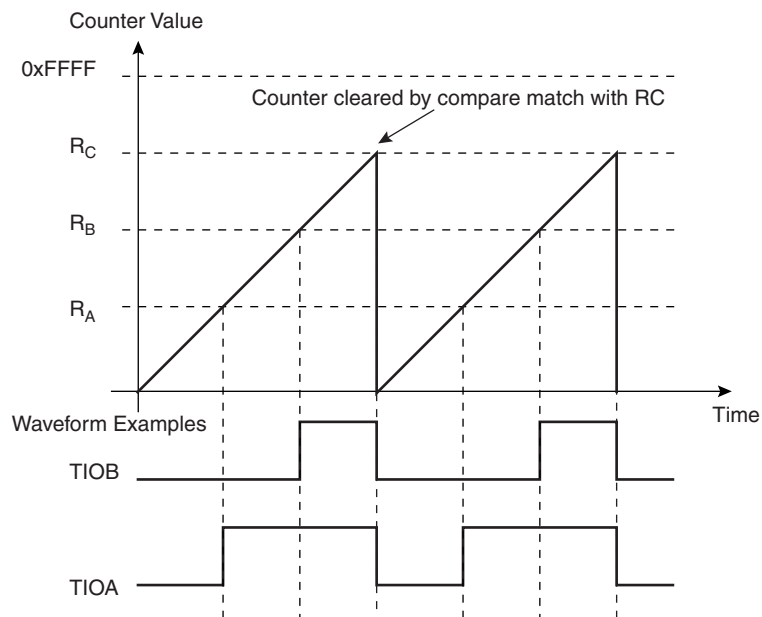 Counter Value
0xFFFF
Counter cleared by compare match with RC
RC
RB
RA
Time
Waveform Examples
TIOB
TIOA